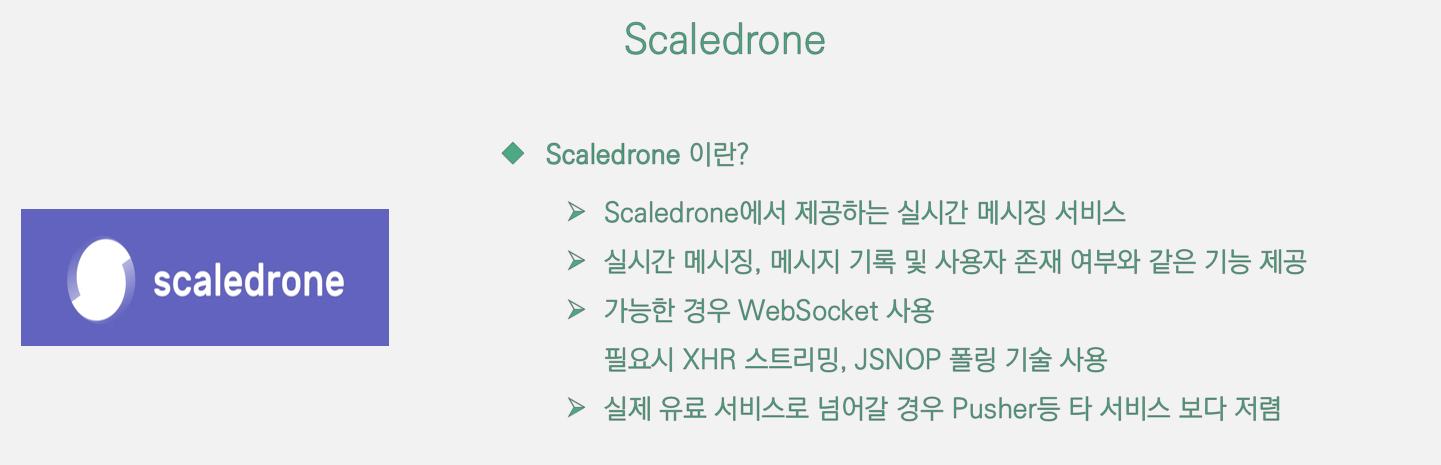 Scaledrone
Scaledrone 이란?
scaledrone
Scaledrone에서 제공하는 실시간 메시징 서비스
실시간 메시징, 메시지 기록 및 사용자 존재 여부와 같은 기능 제공
가능한 경우 WebSocket 사용
필요시 XHR 스트리밍, JSNOP 폴링 기술 사용
실제 유료 서비스로 넘어갈 경우 Pusher등 타 서비스 보다 저렴